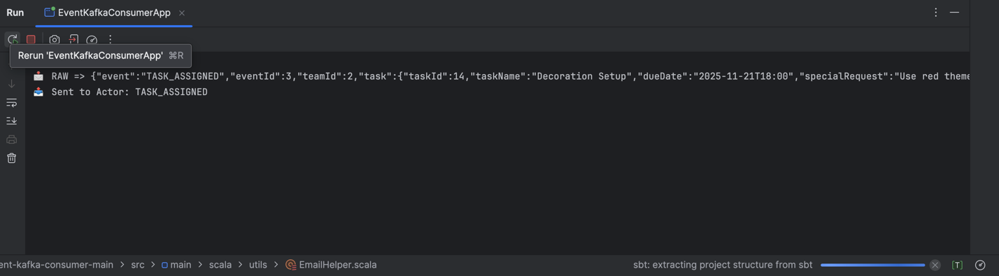 Run EventKafkaConsumerApp
Rerun 'EventKafkaConsumerApp' ⌘R
RAW => {"event":"TASK_ASSIGNED","eventId":3,"teamId":2,"task":{"taskId":14,"taskName":"Decoration Setup","dueDate":"2025-11-21T18:00","specialRequest":"Use red theme
Sent to Actor: TASK_ASSIGNED
ent-kafka-consumer-main > src > main > scala > utils > EmailHelper.scala sbt: extracting project structure from sbt [T]